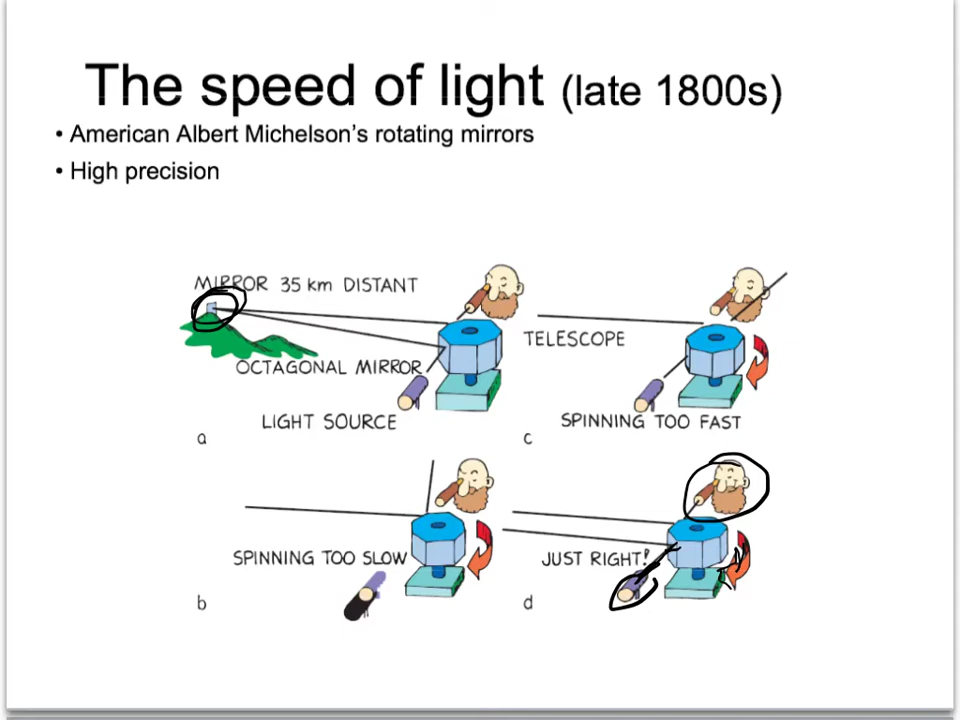 The speed of light (late 1800s)
• American Albert Michelson's rotating mirrors
• High precision
MIRROR 35 km DISTANT
OCTAGONAL MIRROR
LIGHT SOURCE
a
TELESCOPE
SPINNING TOO FAST
c
SPINNING TOO SLOW
b
JUST RIGHT!
d